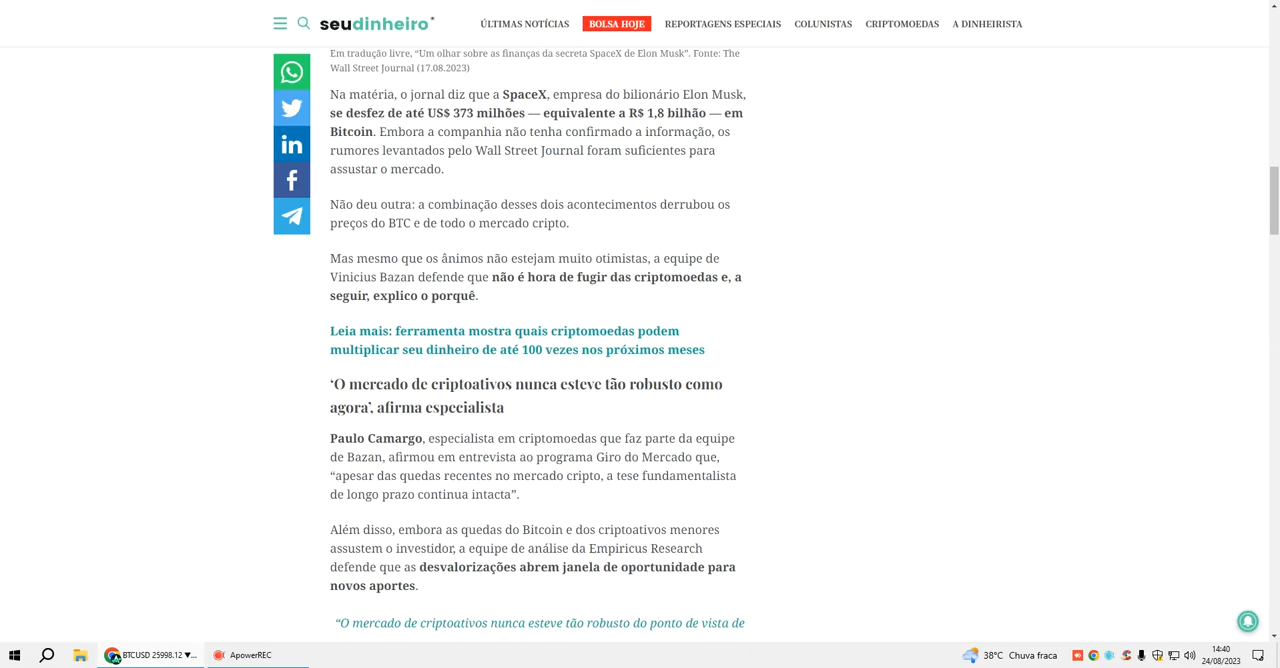 seudinheiro
ÚLTIMAS NOTÍCIAS BOLSA HOJE REPORTAGENS ESPECIAIS COLUNISTAS CRIPTOMOEDAS A DINHEIRISTA
Em tradução livre, “Um olhar sobre as finanças da secreta SpaceX de Elon Musk”. Fonte: The
Wall Street Journal (17.08.2023)
Na matéria, o jornal diz que a SpaceX, empresa do bilionário Elon Musk,
se desfez de até US$ 373 milhões — equivalente a R$ 1,8 bilhão — em
Bitcoin. Embora a companhia não tenha confirmado a informação, os
rumores levantados pelo Wall Street Journal foram suficientes para
assustar o mercado.
Não deu outra: a combinação desses dois acontecimentos derrubou os
preços do BTC e de todo o mercado cripto.
Mas mesmo que os ânimos não estejam muito otimistas, a equipe de
Vinicius Bazan defende que não é hora de fugir das criptomoedas e, a
seguir, explico o porquê.
Leia mais: ferramenta mostra quais criptomoedas podem
multiplicar seu dinheiro de até 100 vezes nos próximos meses
‘O mercado de criptoativos nunca esteve tão robusto como
agora’, afirma especialista
Paulo Camargo, especialista em criptomoedas que faz parte da equipe
de Bazan, afirmou em entrevista ao programa Giro do Mercado que,
“apesar das quedas recentes no mercado cripto, a tese fundamentalista
de longo prazo continua intacta”.
Além disso, embora as quedas do Bitcoin e dos criptoativos menores
assustem o investidor, a equipe de análise da Empiricus Research
defende que as desvalorizações abrem janela de oportunidade para
novos aportes.
“O mercado de criptoativos nunca esteve tão robusto do ponto de vista de
BTCUSD 25998.12 ▼... ApowerREC 38°C Chuva fraca 14:40
24/08/2023